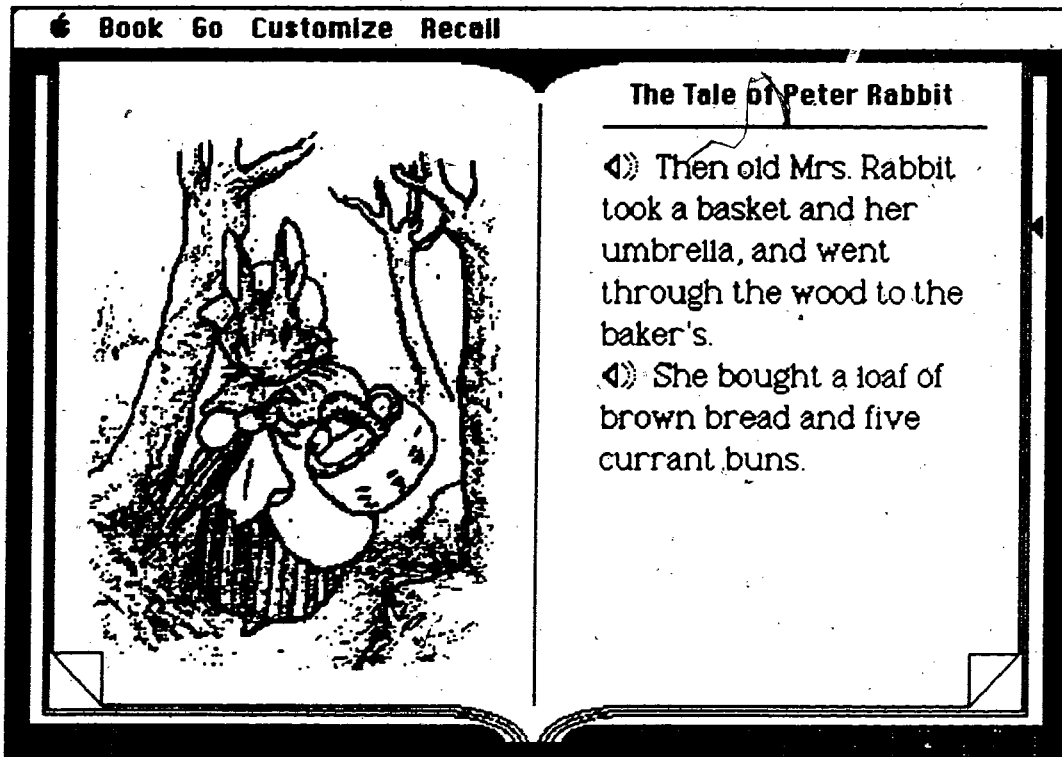 Book Go Customize Recall
The Tale of Peter Rabbit
Then old Mrs. Rabbit
took a basket and her
umbrella, and went
through the wood to the
baker's.
She bought a loaf of
brown bread and five
currant buns.